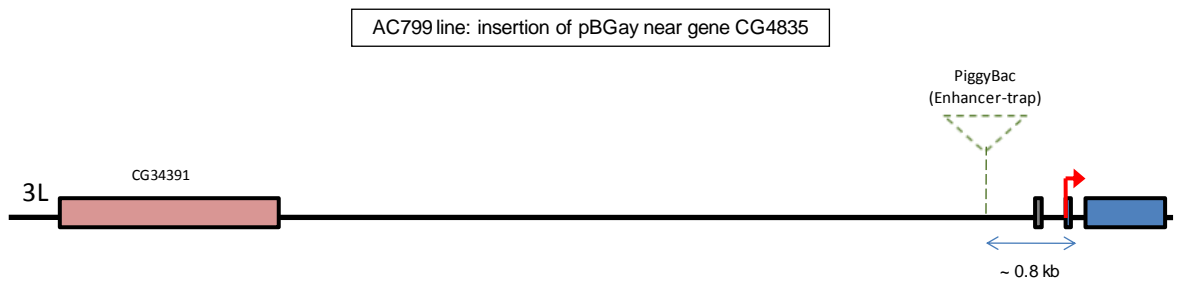 AC799 line: insertion of pBGay near gene CG4835
PiggyBac
(Enhancer-trap)
CG34391
3L
~ 0.8 kb